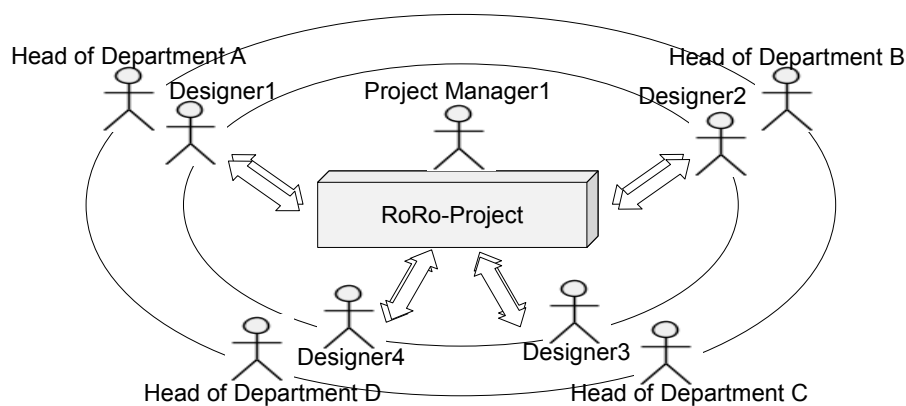 Head of Department A
Head of Department B
Designer1
Project Manager1
Designer2
RoRo-Project
Designer4
Designer3
Head of Department D
Head of Department C